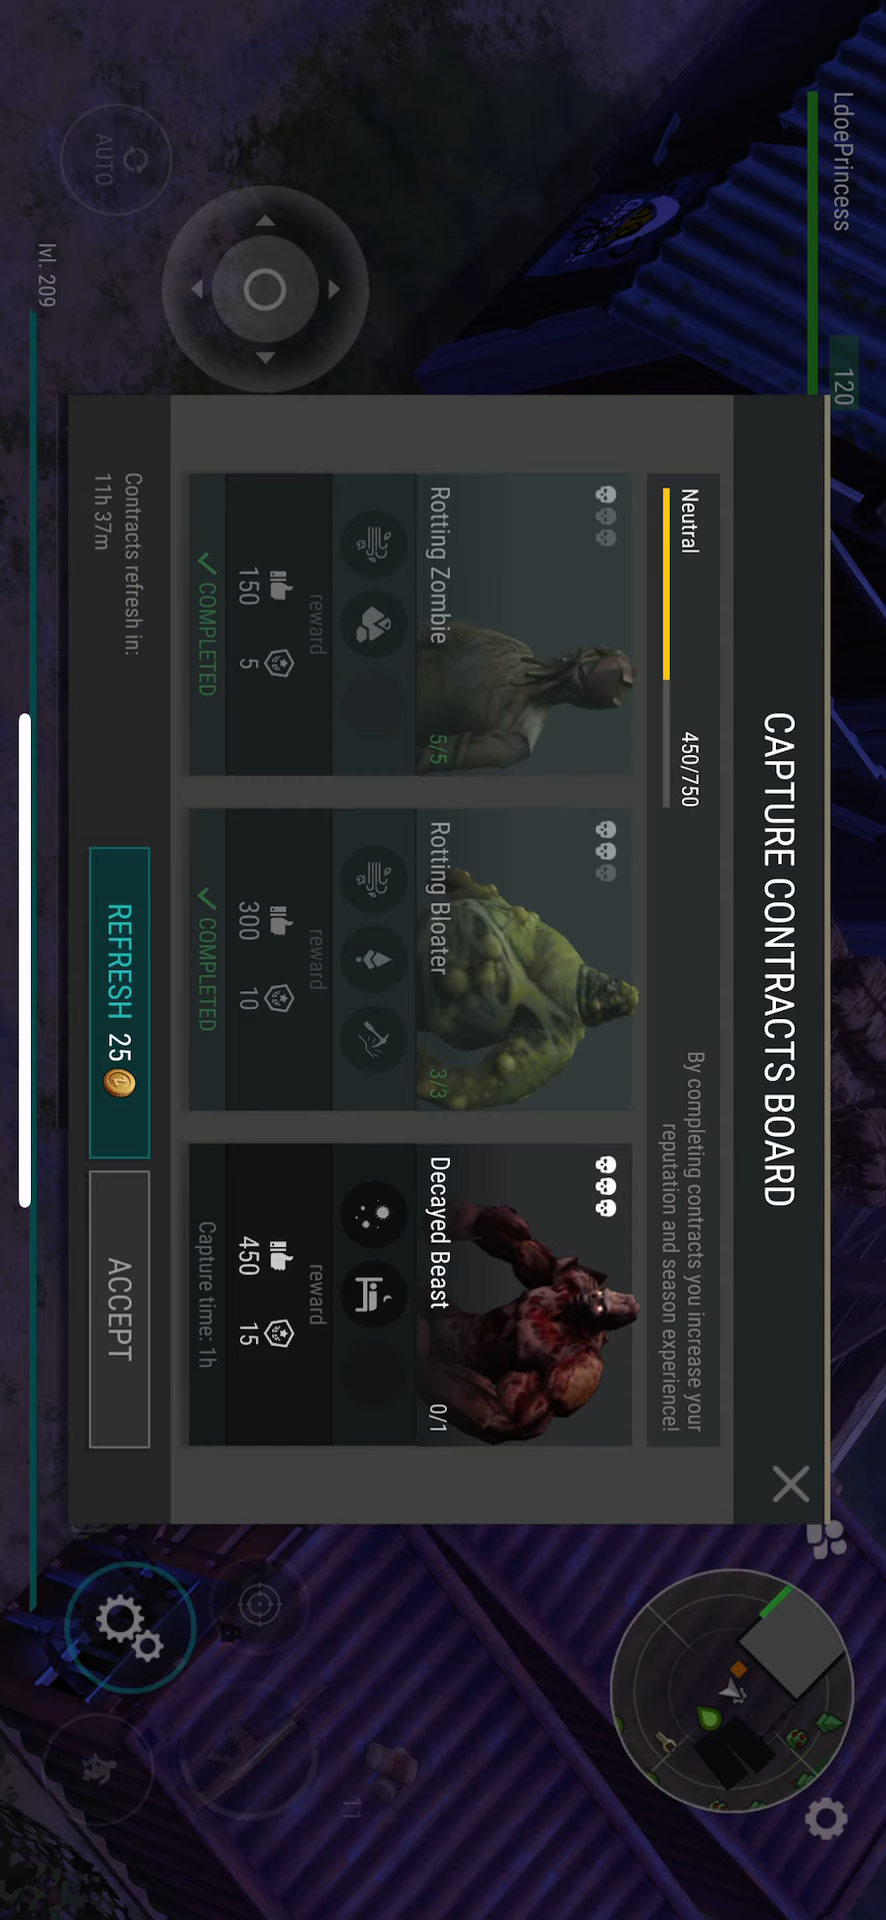 LdoePrincess
120
CAPTURE CONTRACTS BOARD
Neutral
450/750
By completing contracts you increase your
reputation and season experience!
Rotting Zombie
5/5
reward
150
5
COMPLETED
Rotting Bloater
3/3
reward
300
10
COMPLETED
Decayed Beast
0/1
reward
450
15
Capture time: 1h
Contracts refresh in:
11h 37m
REFRESH 25
ACCEPT
AUTO
lvl. 209
11